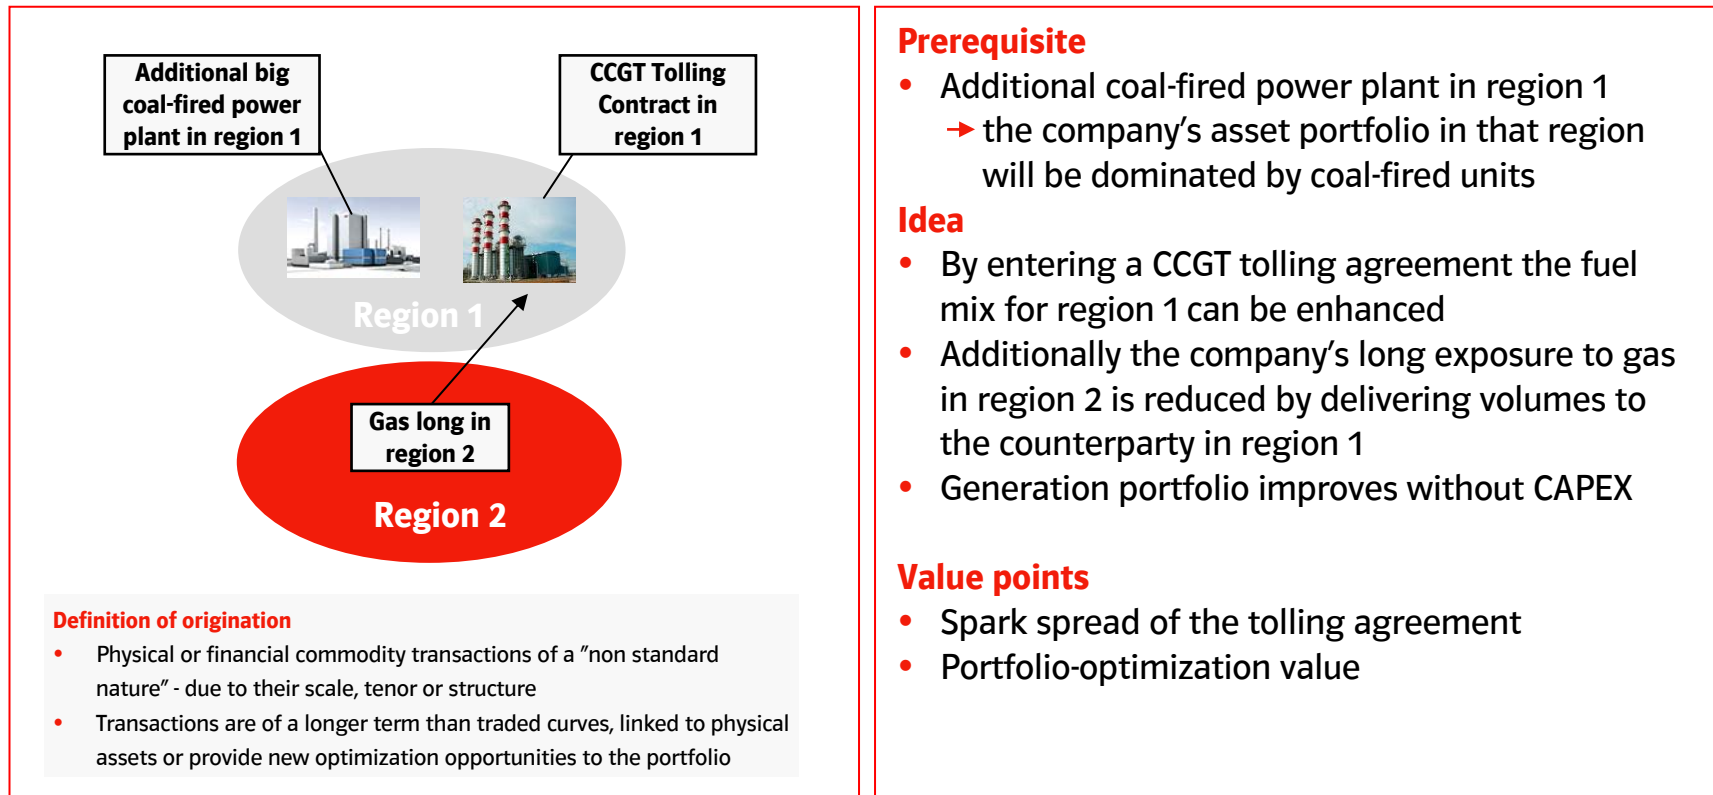 Additional big
coal-fired power
plant in region 1
CCGT Tolling
Contract in
region 1
Region 1
Gas long in
region 2
Region 2
Definition of origination
• Physical or financial commodity transactions of a "non standard
nature" - due to their scale, tenor or structure
• Transactions are of a longer term than traded curves, linked to physical
assets or provide new optimization opportunities to the portfolio
Prerequisite
• Additional coal-fired power plant in region 1
→ the company's asset portfolio in that region
will be dominated by coal-fired units
Idea
• By entering a CCGT tolling agreement the fuel
mix for region 1 can be enhanced
• Additionally the company's long exposure to gas
in region 2 is reduced by delivering volumes to
the counterparty in region 1
• Generation portfolio improves without CAPEX
Value points
• Spark spread of the tolling agreement
• Portfolio-optimization value